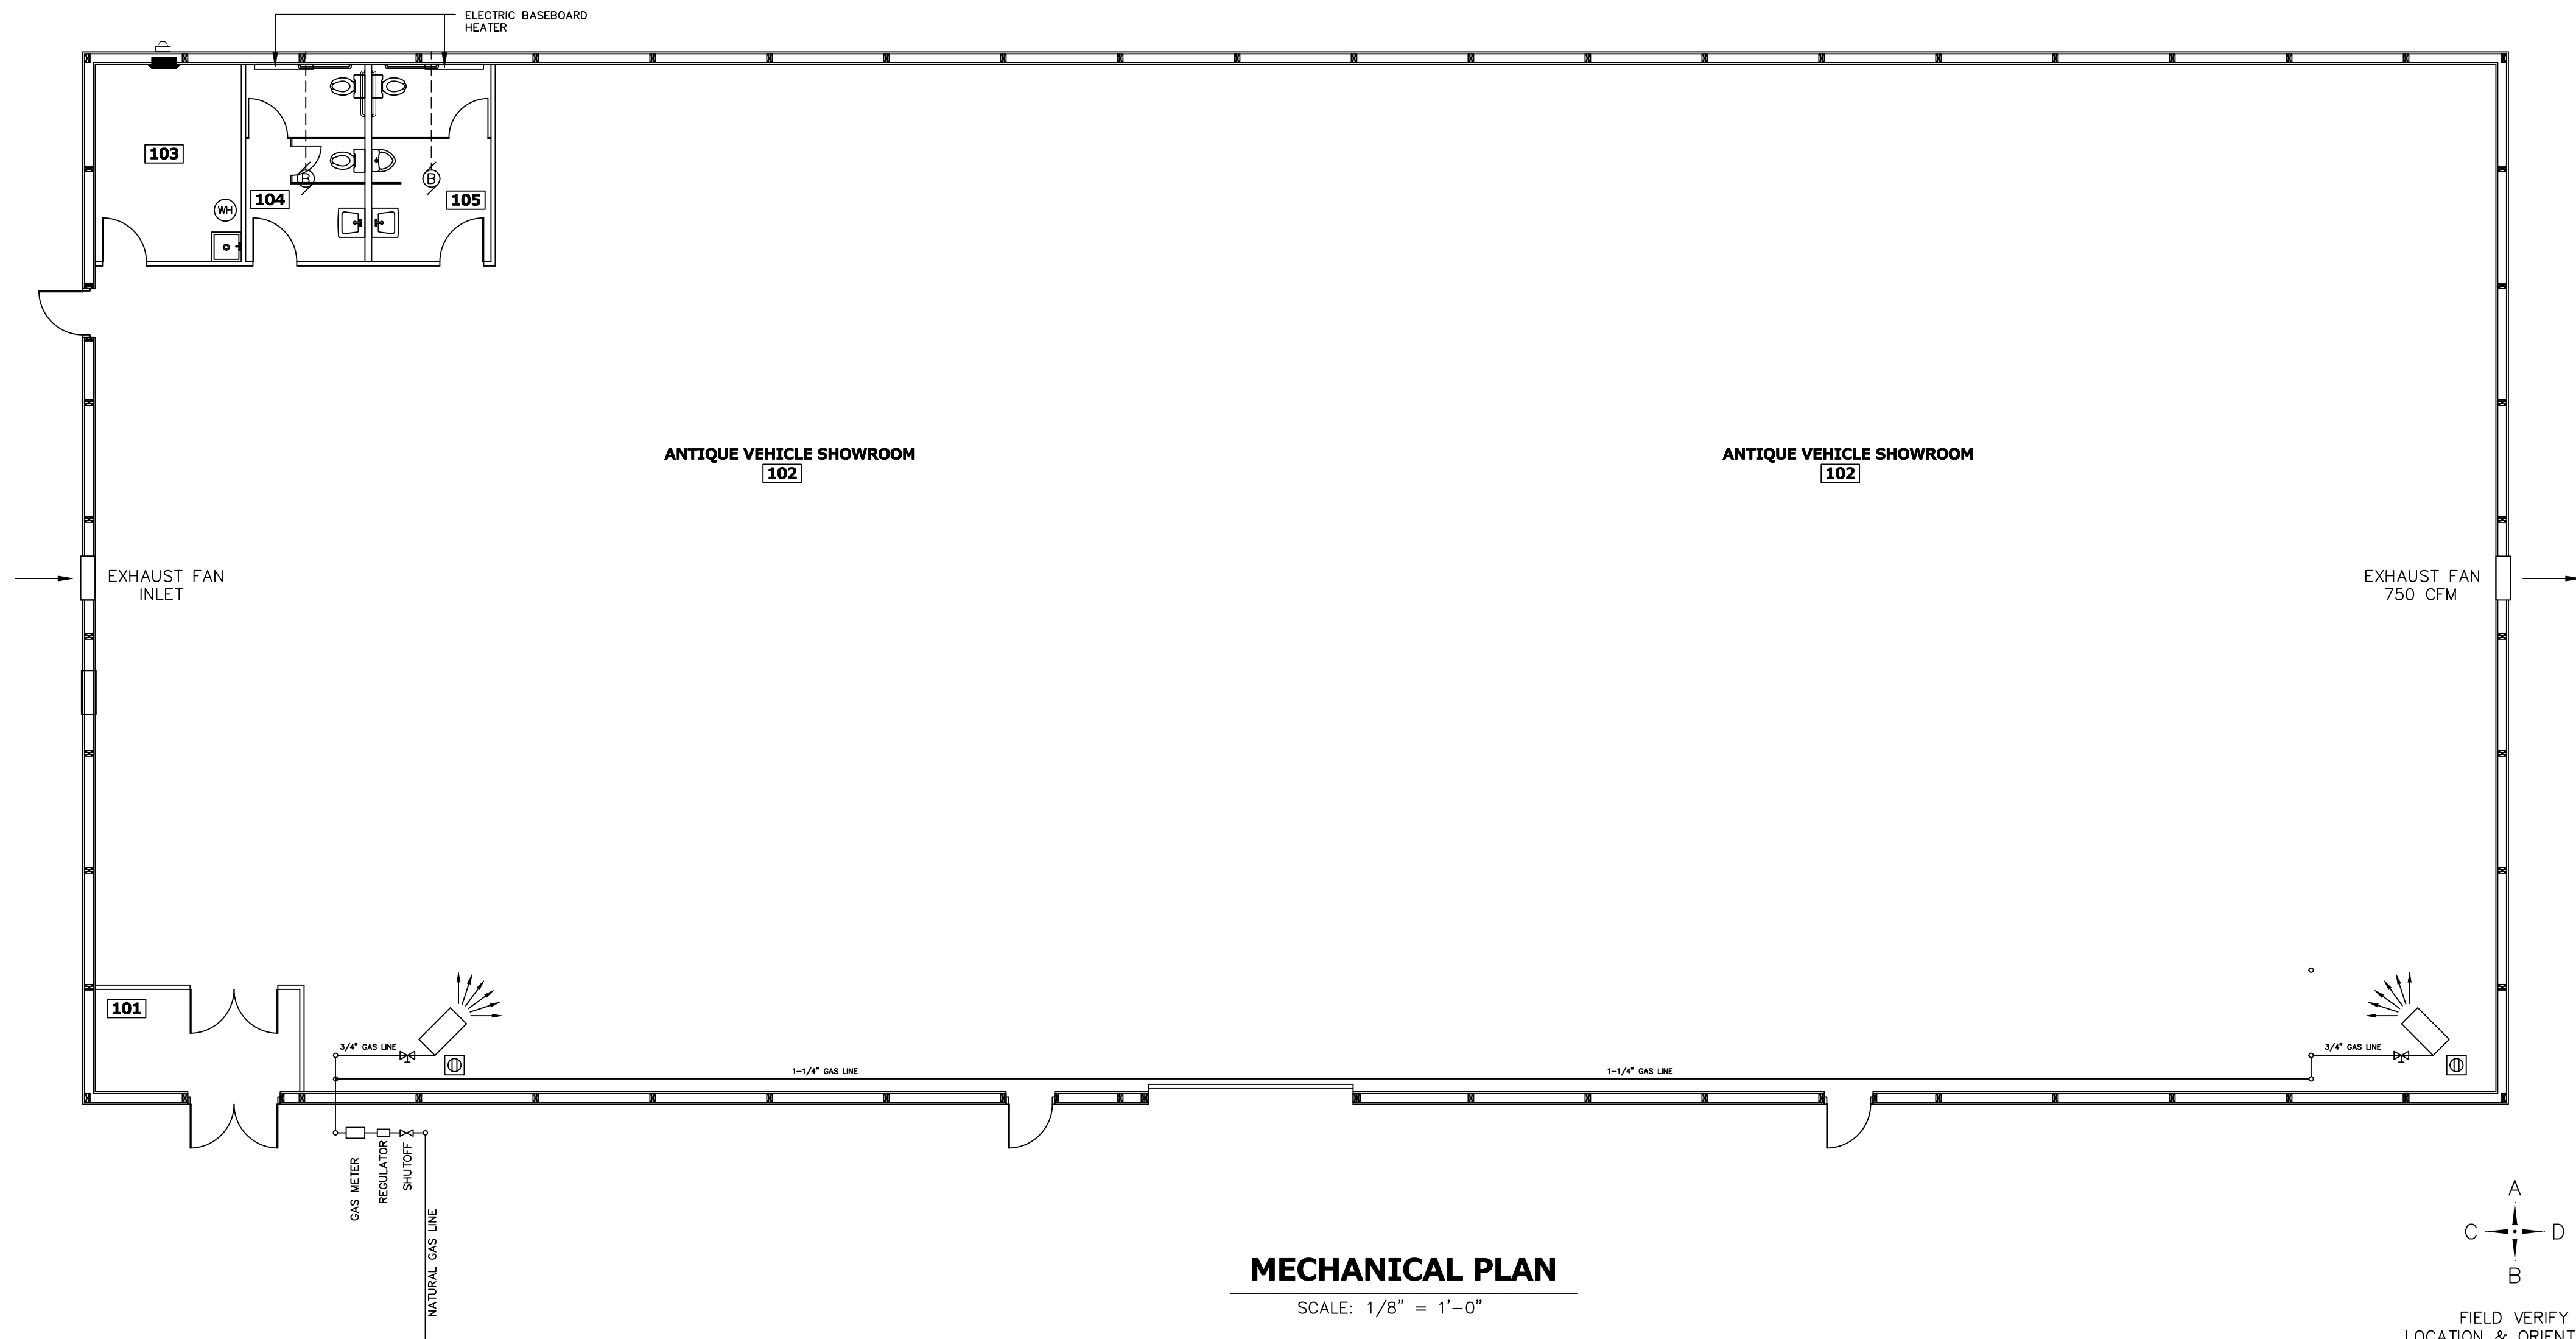 ELECTRIC BASEBOARD
HEATER
103
WH
104
B
B
105
ANTIQUE VEHICLE SHOWROOM
102
ANTIQUE VEHICLE SHOWROOM
102
EXHAUST FAN
INLET
EXHAUST FAN
750 CFM
101
3/4" GAS LINE
1-1/4" GAS LINE
1-1/4" GAS LINE
3/4" GAS LINE
GAS METER
REGULATOR
SHUTOFF
NATURAL GAS LINE
MECHANICAL PLAN
SCALE: 1/8" = 1'-0"
A
C
D
B
FIELD VERIFY
LOCATION & ORIENT